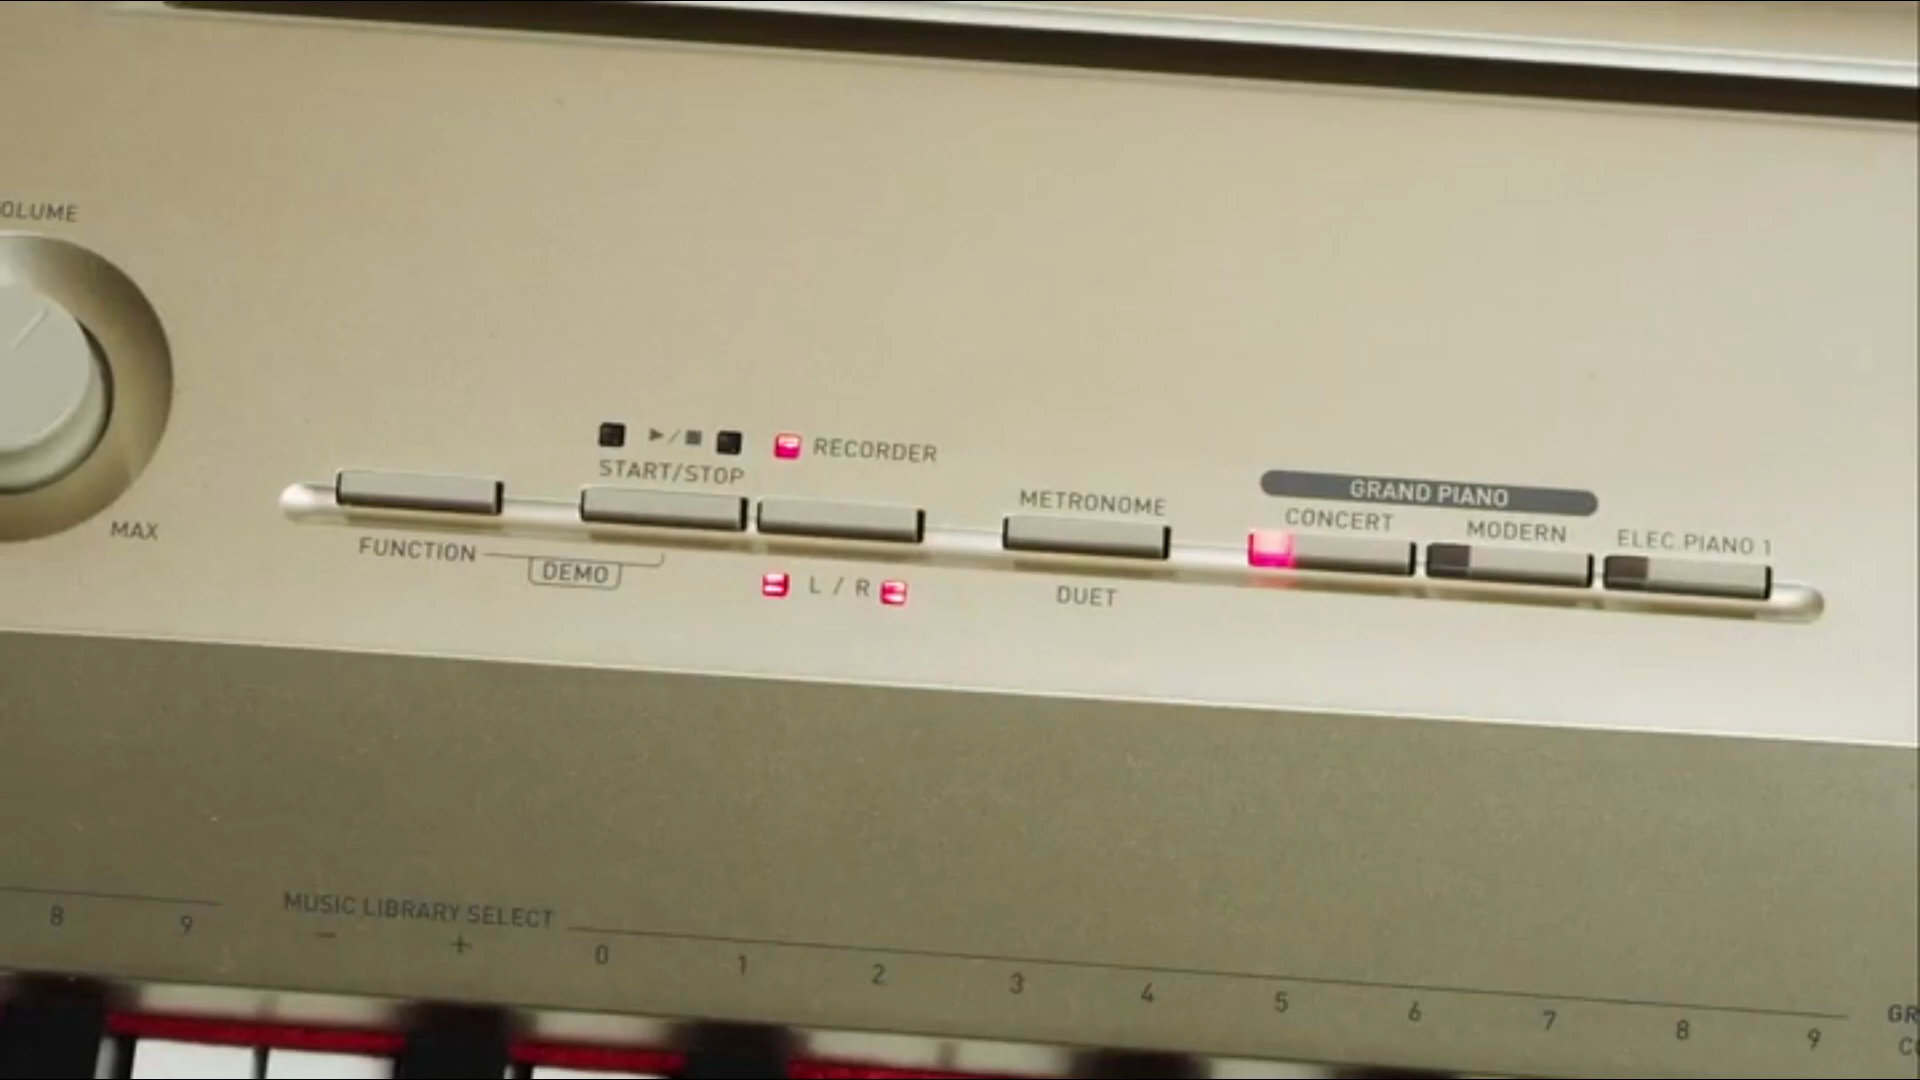 OLUME
MAX
►/■
START/STOP
RECORDER
FUNCTION
DEMO
L / R
METRONOME
DUET
GRAND PIANO
CONCERT
MODERN
ELEC.PIANO 1
8 9
MUSIC LIBRARY SELECT
− +
0 1 2 3 4 5 6 7 8 9